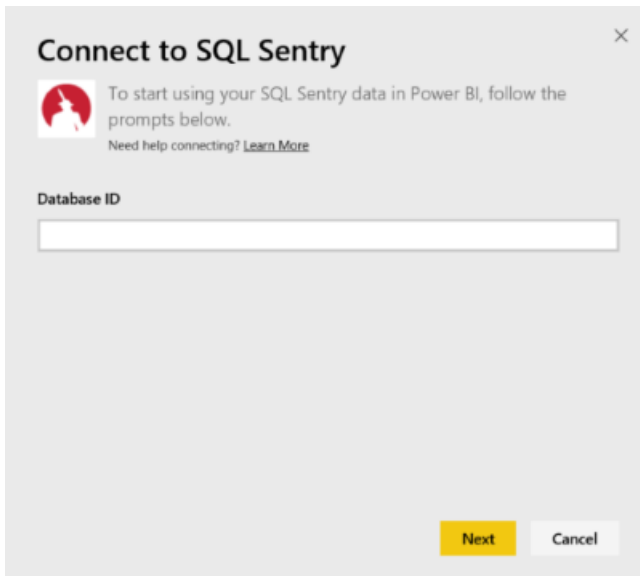 Connect to SQL Sentry
To start using your SQL Sentry data in Power BI, follow the
prompts below.
Need help connecting? Learn More
Database ID
Next Cancel